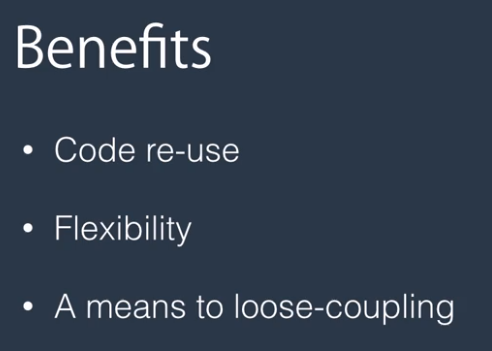 Benefits
• Code re-use
• Flexibility
• A means to loose-coupling